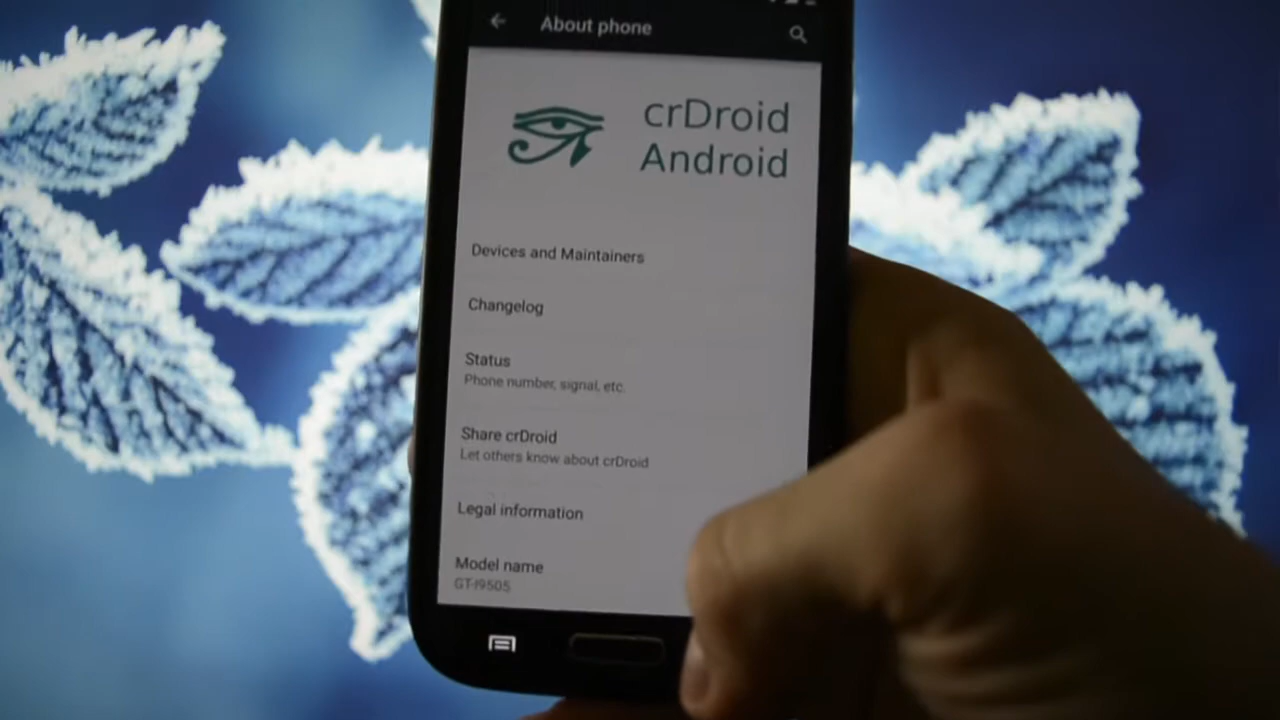 About phone
crDroid
Android
Devices and Maintainers
Changelog
Status
Phone number, signal, etc.
Share crDroid
Let others know about crDroid
Legal information
Model name
GT-I9505